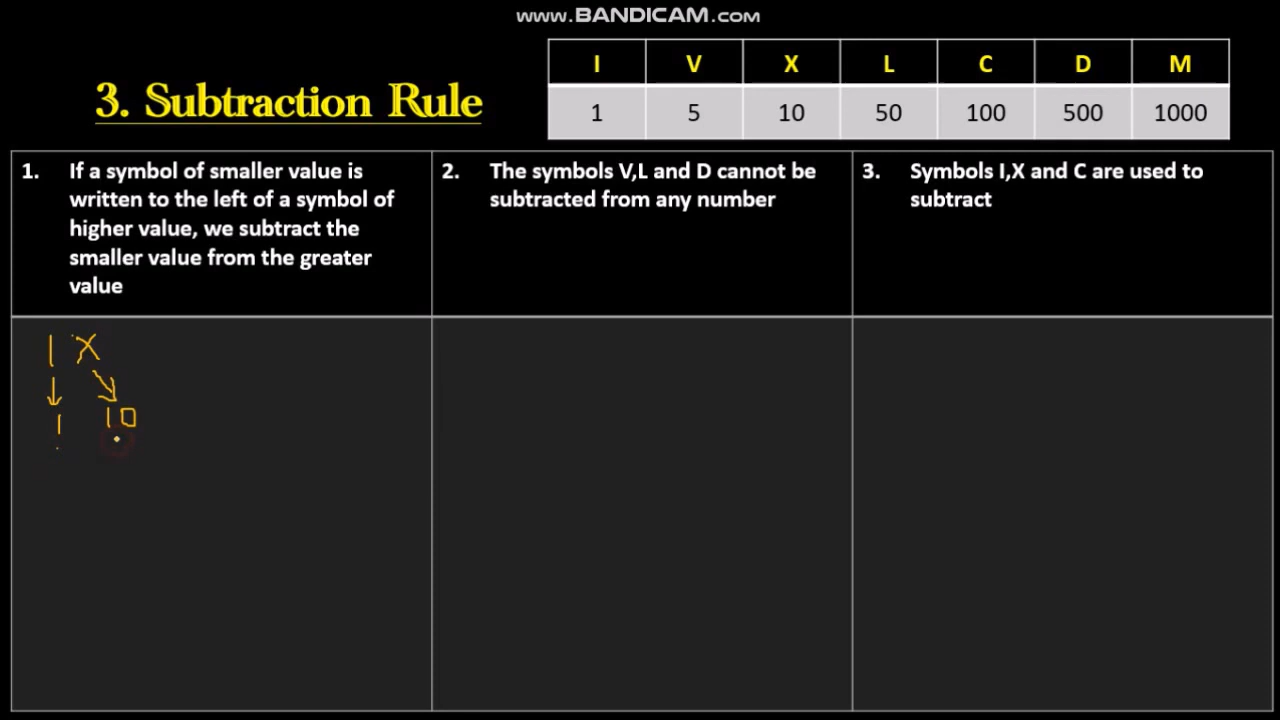 www.BANDICAM.com
3. Subtraction Rule
I V X L C D M
1 5 10 50 100 500 1000
1. If a symbol of smaller value is
written to the left of a symbol of
higher value, we subtract the
smaller value from the greater
value
2. The symbols V,L and D cannot be
subtracted from any number
3. Symbols I,X and C are used to
subtract
I X
1 10